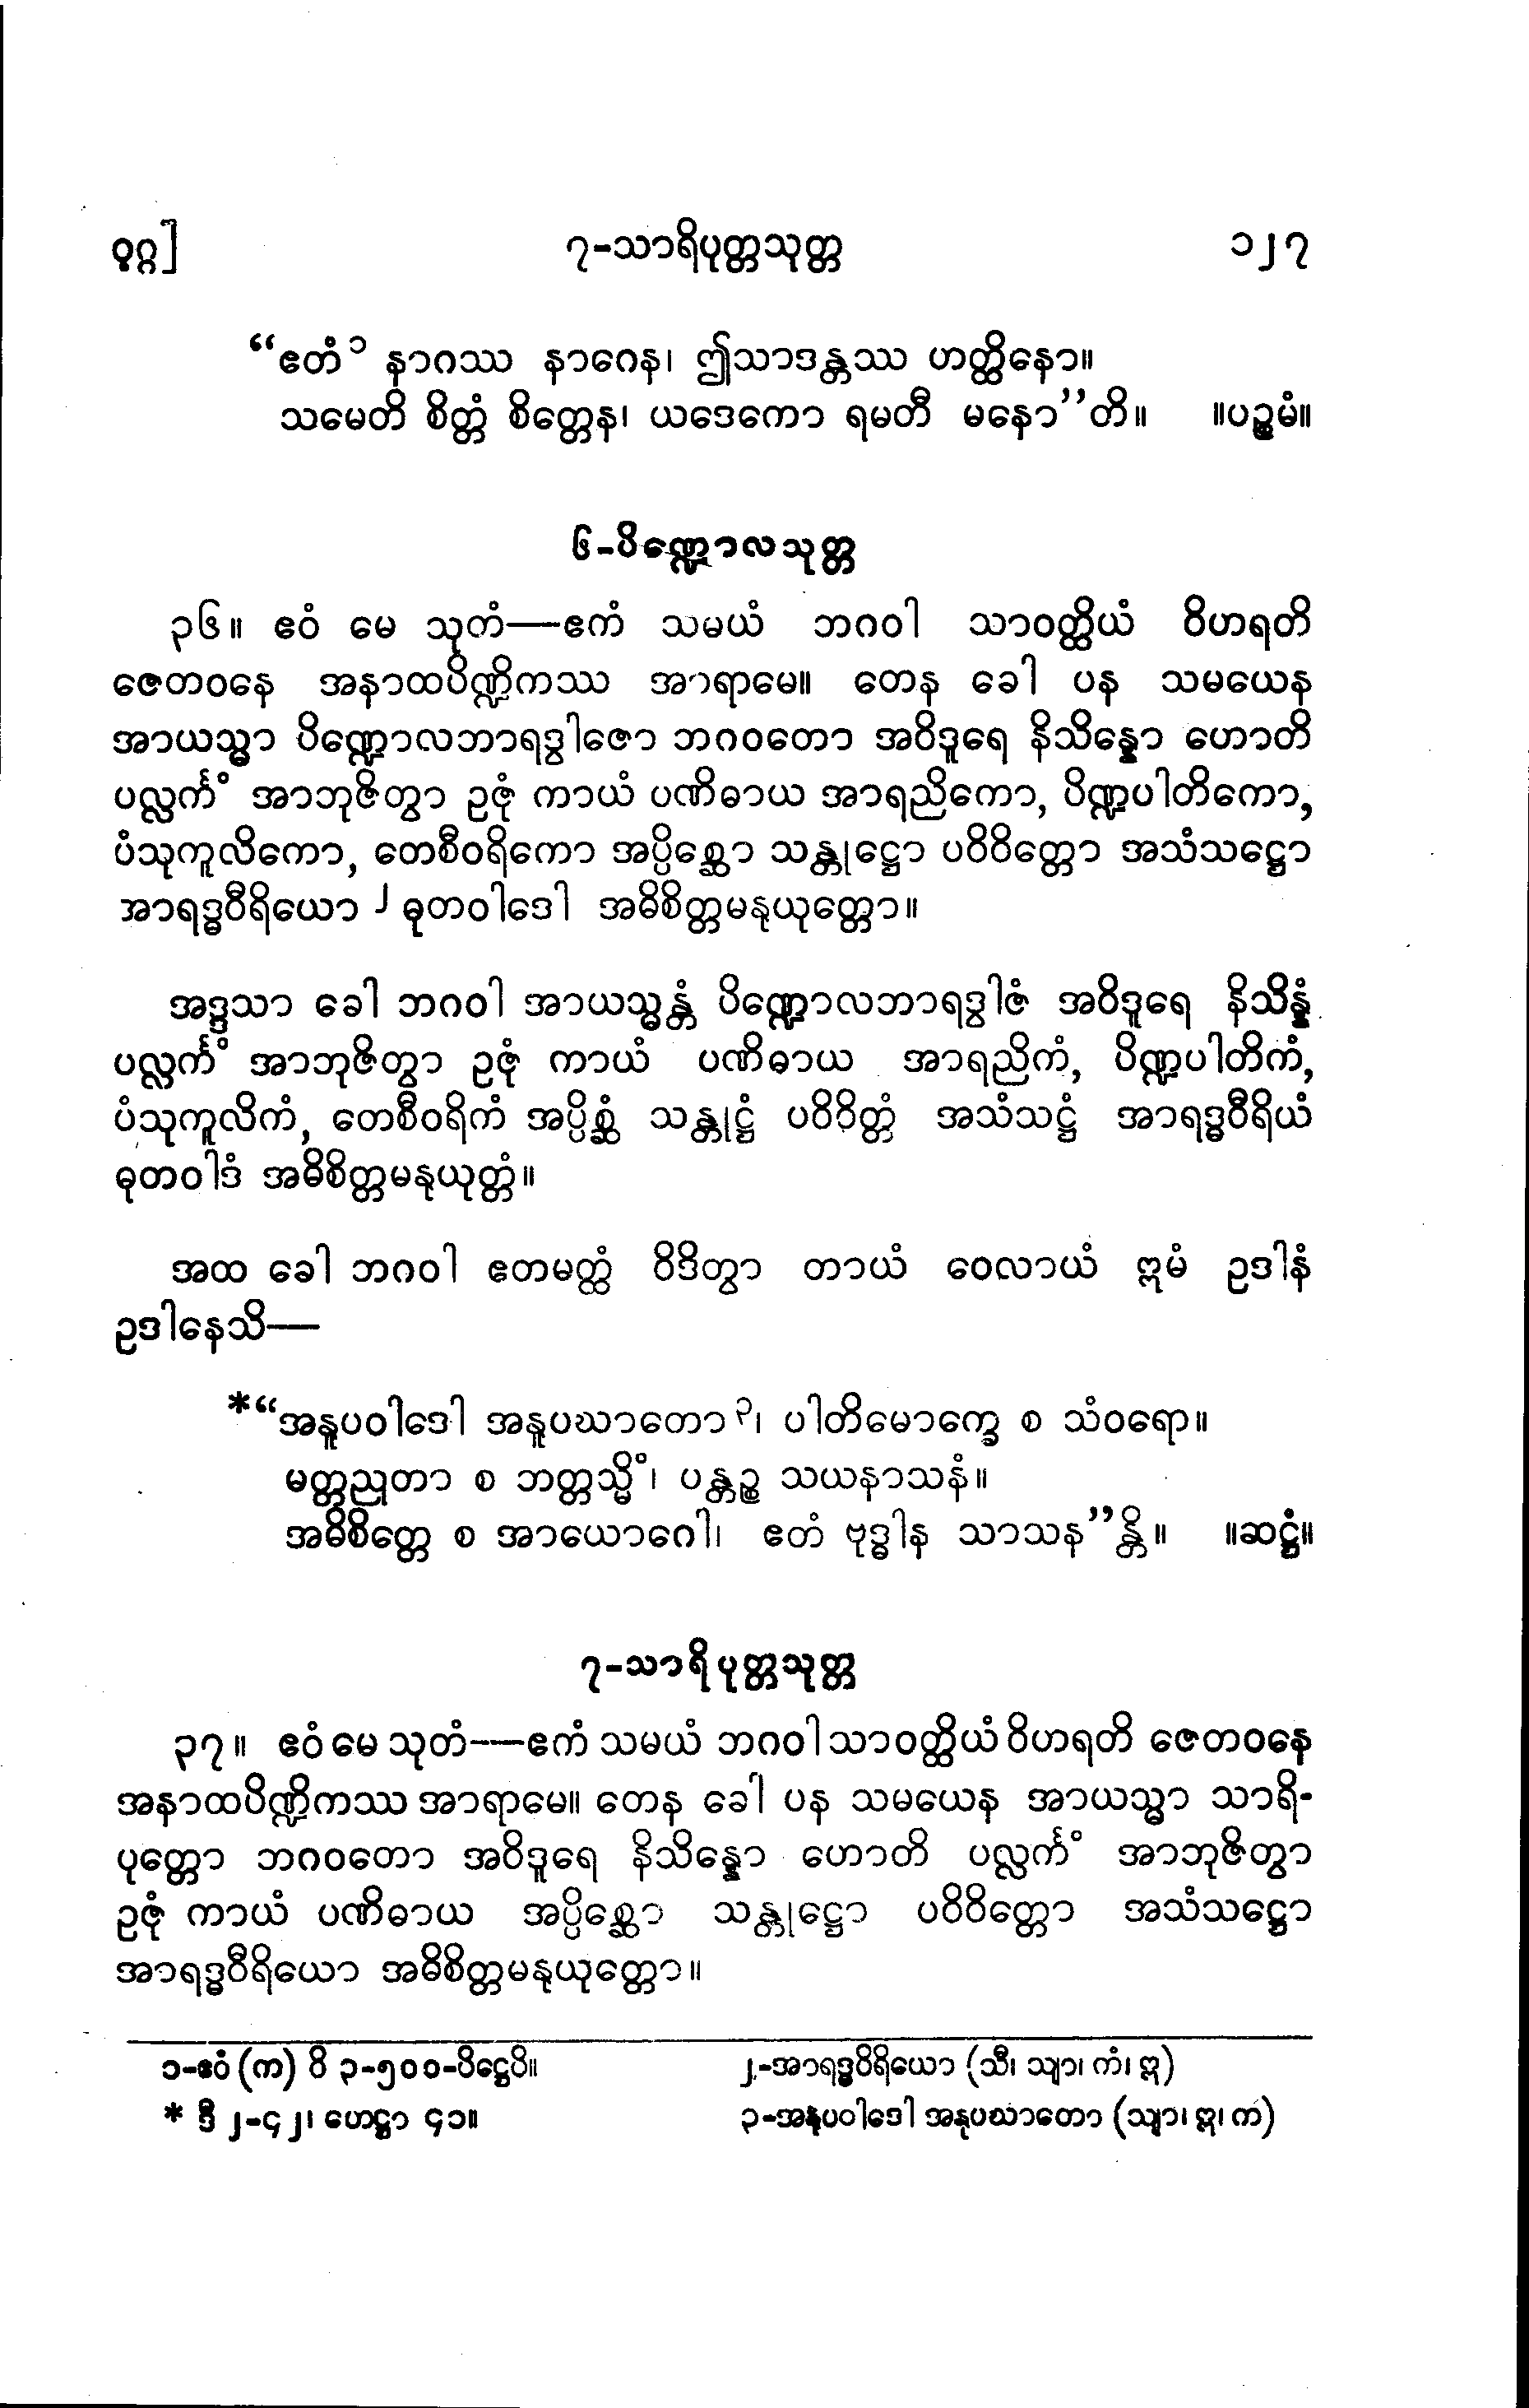 ဝဂ္ဂ] ၇-သာရိပုတ္တသုတ္တ ၁၂၇
“ဧတံ ၁ နာဂဿ နာဂေန၊ ဤသာဒန္တဿ ဟတ္ထိနော။
သမေတိ စိတ္တံ စိတ္တေန၊ ယဒေကော ရမတီ မနော”တိ။ ။ပဉ္စမံ။
၆-ပိဏ္ဍောလသုတ္တ
၃၆။ ဧဝံ မေ သုတံ—ဧကံ သမယံ ဘဂဝါ သာဝတ္ထိယံ ဝိဟရတိ
ဇေတဝနေ အနာထပိဏ္ဍိကဿ အာရာမေ။ တေန ခေါ ပန သမယေန
အာယသ္မာ ပိဏ္ဍောလဘာရဒွါဇော ဘဂဝတော အဝိဒူရေ နိသိန္နော ဟောတိ
ပလ္လင်္ကံ အာဘုဇိတွာ ဥဇုံ ကာယံ ပဏိဓာယ အာရညိကော, ပိဏ္ဍပါတိကော,
ပံသုကူလိကော, တေစီဝရိကော အပ္ပိစ္ဆော သန္တုဋ္ဌော ပဝိဝိတ္တော အသံသဋ္ဌော
အာရဒ္ဓဝီရိယော ၂ ဓုတဝါဒေါ အဓိစိတ္တမနုယုတ္တော။
အဒ္ဒသာ ခေါ ဘဂဝါ အာယသ္မန္တံ ပိဏ္ဍောလဘာရဒွါဇံ အဝိဒူရေ နိသိန္နံ
ပလ္လင်္ကံ အာဘုဇိတွာ ဥဇုံ ကာယံ ပဏိဓာယ အာရညိကံ, ပိဏ္ဍပါတိကံ,
ပံသုကူလိကံ, တေစီဝရိကံ အပ္ပိစ္ဆံ သန္တုဋ္ဌံ ပဝိဝိတ္တံ အသံသဋ္ဌံ အာရဒ္ဓဝီရိယံ
ဓုတဝါဒံ အဓိစိတ္တမနုယုတ္တံ။
အထ ခေါ ဘဂဝါ ဧတမတ္ထံ ဝိဒိတွာ တာယံ ဝေလာယံ ဣမံ ဥဒါနံ
ဥဒါနေသိ—
*“အနူပဝါဒေါ အနူပဃာတော ၃၊ ပါတိမောက္ခေ စ သံဝရော။
မတ္တညုတာ စ ဘတ္တသ္မိံ၊ ပန္တဉ္စ သယနာသနံ။
အဓိစိတ္တေ စ အာယောဂေါ၊ ဧတံ ဗုဒ္ဓါန သာသန”န္တိ။ ။ဆဋ္ဌံ။
၇-သာရိပုတ္တသုတ္တ
၃၇။ ဧဝံ မေ သုတံ—ဧကံ သမယံ ဘဂဝါ သာဝတ္ထိယံ ဝိဟရတိ ဇေတဝနေ
အနာထပိဏ္ဍိကဿ အာရာမေ။ တေန ခေါ ပန သမယေန အာယသ္မာ သာရိ-
ပုတ္တော ဘဂဝတော အဝိဒူရေ နိသိန္နော ဟောတိ ပလ္လင်္ကံ အာဘုဇိတွာ
ဥဇုံ ကာယံ ပဏိဓာယ အပ္ပိစ္ဆော သန္တုဋ္ဌော ပဝိဝိတ္တော အသံသဋ္ဌော
အာရဒ္ဓဝီရိယော အဓိစိတ္တမနုယုတ္တော။
၁-ဧဝံ (က) ဝိ ၃-၅၀၀-ပိဋ္ဌေပိ။ ၂-အာရဒ္ဓဝိရိယော (သီ၊ သျာ၊ ကံ၊ ဣ)
* ဒီ ၂-၄၂၊ ဟေဋ္ဌာ ၄၁။ ၃-အနုပဝါဒေါ အနုပဃာတော (သျာ၊ ဣ၊ က)